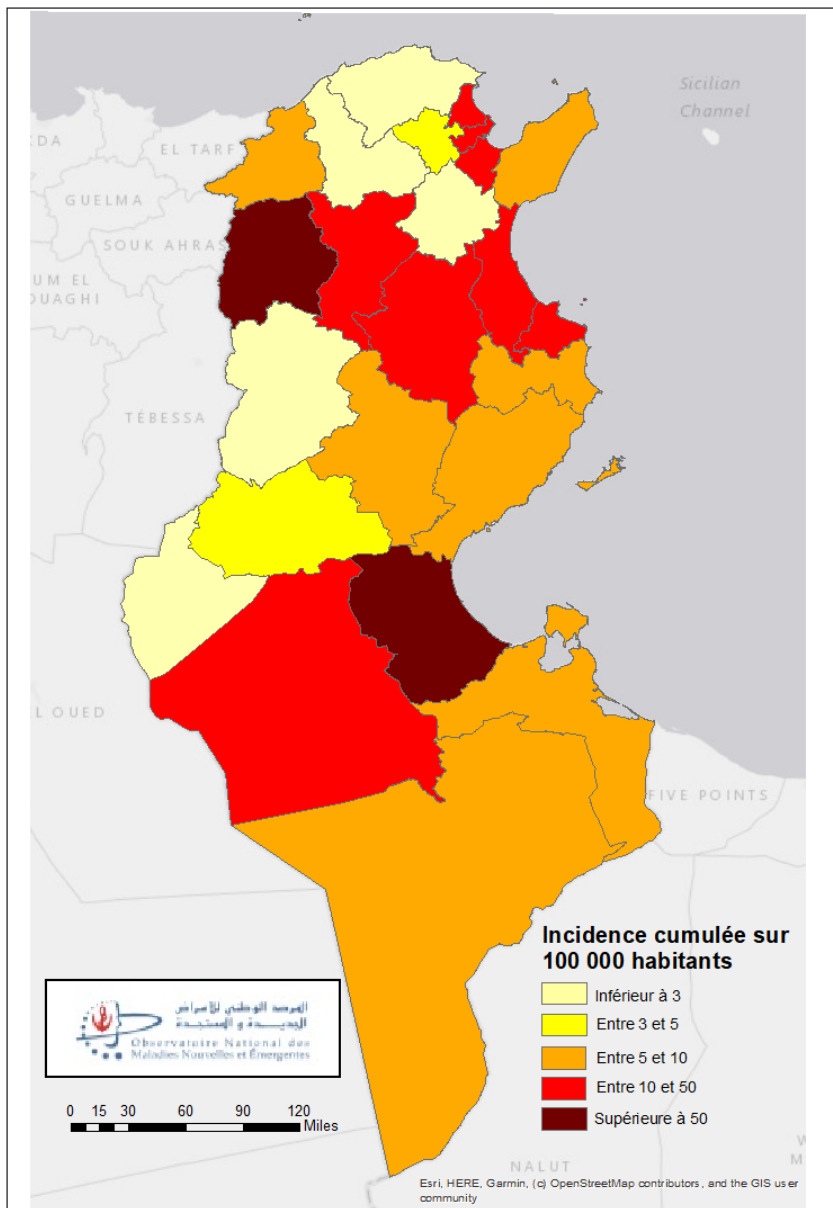 Sicilian
Channel
KDA
EL TARF
GUELMA
SOUK AHRAS
UM EL
OUAGHI
TÉBESSA
L OUED
FIVE POINTS
Incidence cumulée sur
100 000 habitants
Inférieur à 3
Entre 3 et 5
Entre 5 et 10
Entre 10 et 50
Supérieure à 50
المرصد الوطني للأمراض
الجديــدة و المستجدة
Observatoire National des
Maladies Nouvelles et Émergentes
0 15 30 60 90 120
Miles
NALUT
W
M
Esri, HERE, Garmin, (c) OpenStreetMap contributors, and the GIS user
community